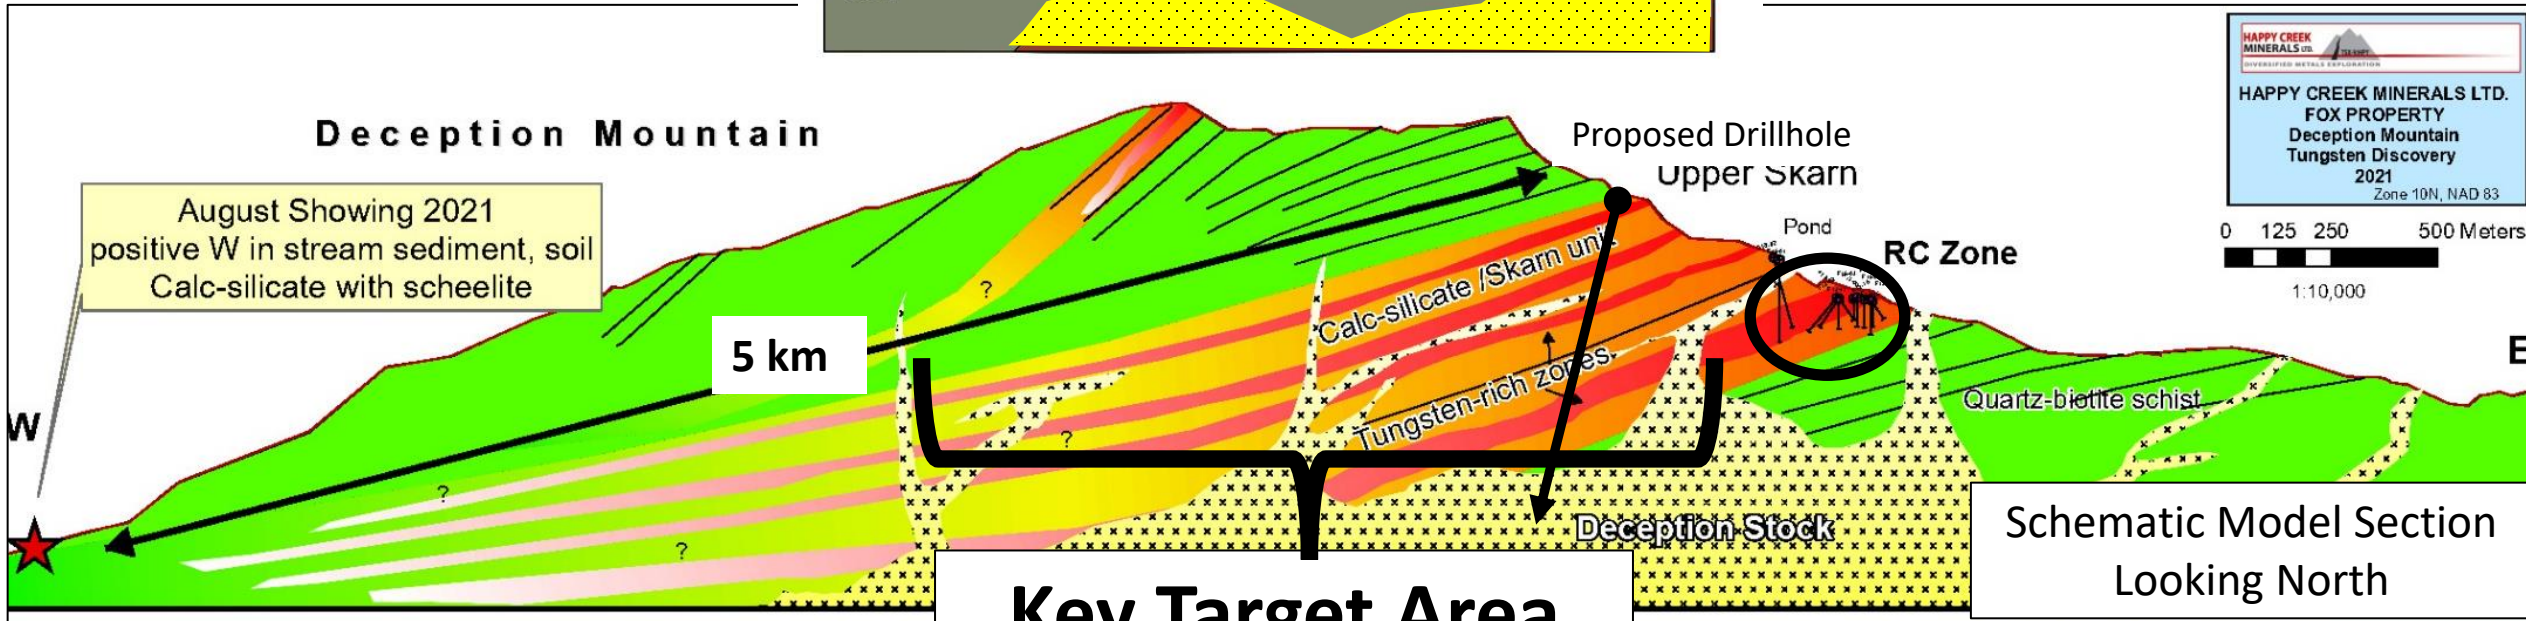 HAPPY CREEK
MINERALS LTD.
DIVERSIFIED METALS EXPLORATION
HAPPY CREEK MINERALS LTD.
FOX PROPERTY
Deception Mountain
Tungsten Discovery
2021
Zone 10N, NAD 83
0 125 250 500 Meters
1:10,000
Deception Mountain
August Showing 2021
positive W in stream sediment, soil
Calc-silicate with scheelite
Proposed Drillhole
Upper Skarn
Pond
RC Zone
Calc-silicate /Skarn unit
?
5 km
E
Tungsten-rich zones
Quartz-biotite schist
W
?
?
?
Deception Stock
Schematic Model Section
Looking North
Key Target Area